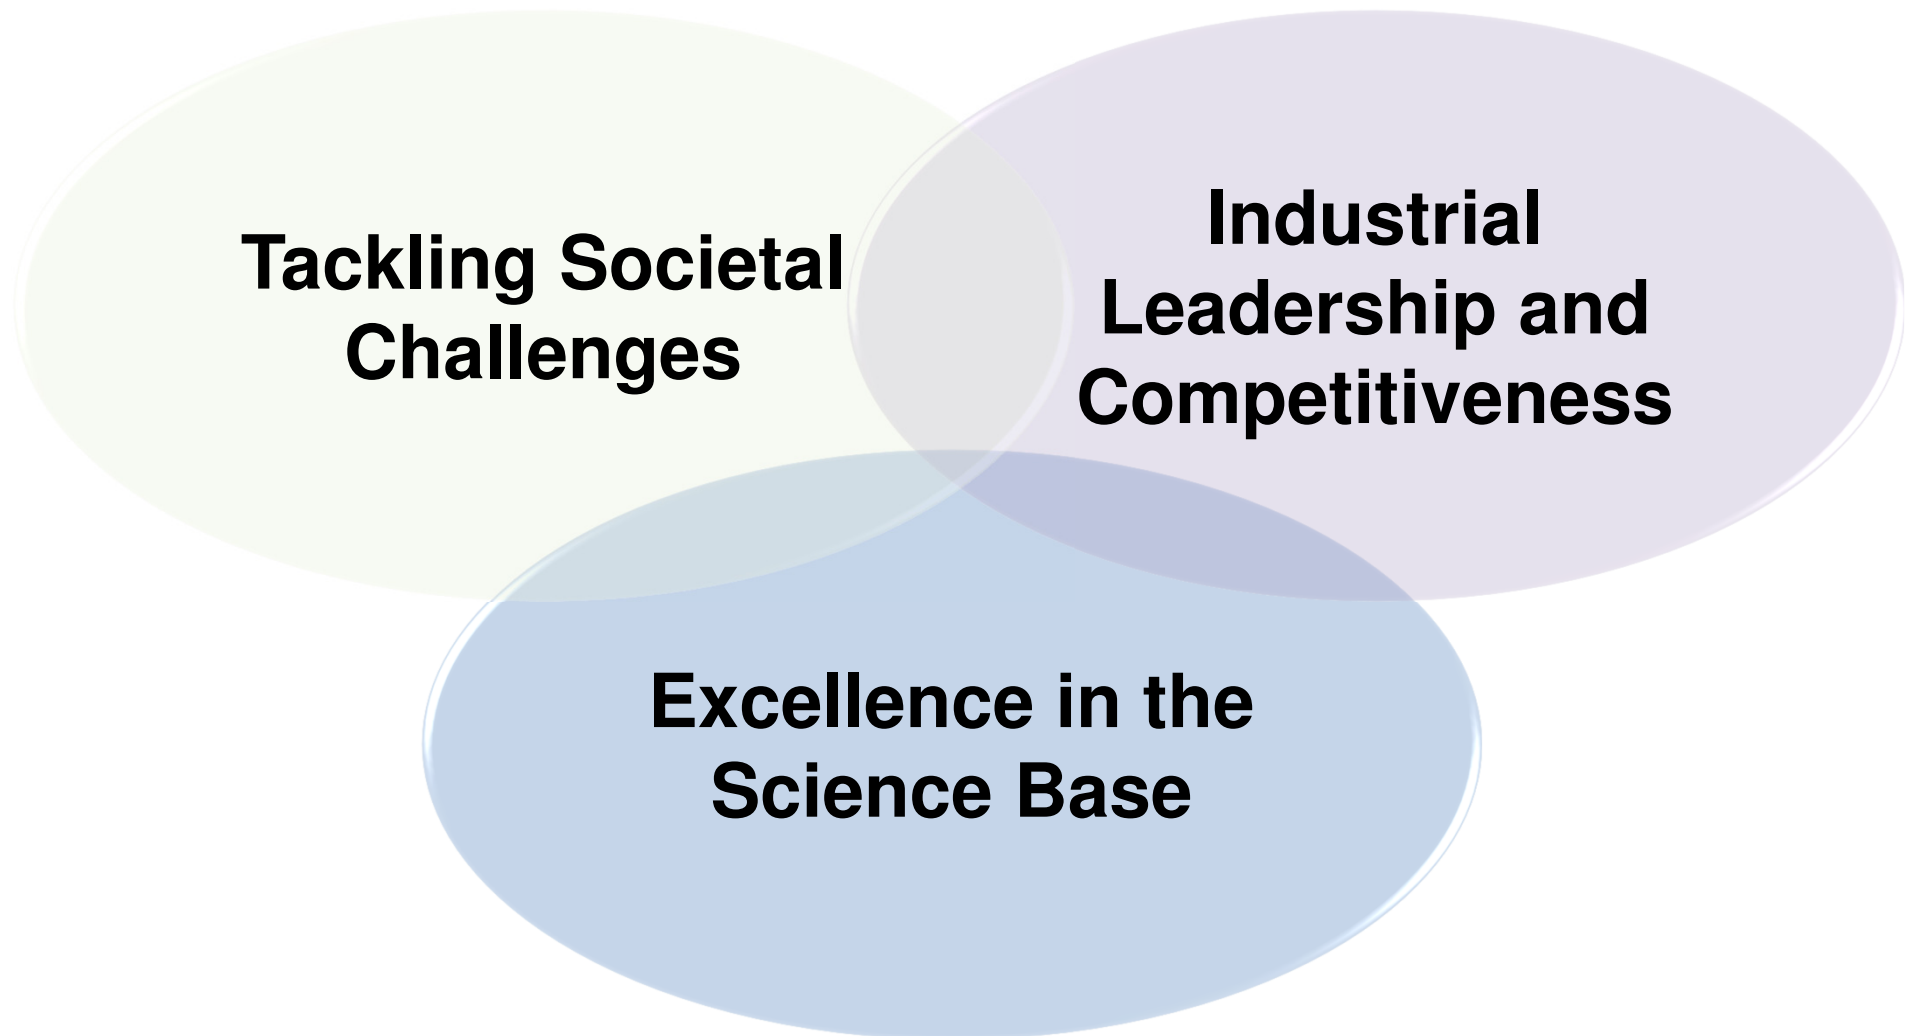 Tackling Societal
Challenges
Industrial
Leadership and
Competitiveness
Excellence in the
Science Base